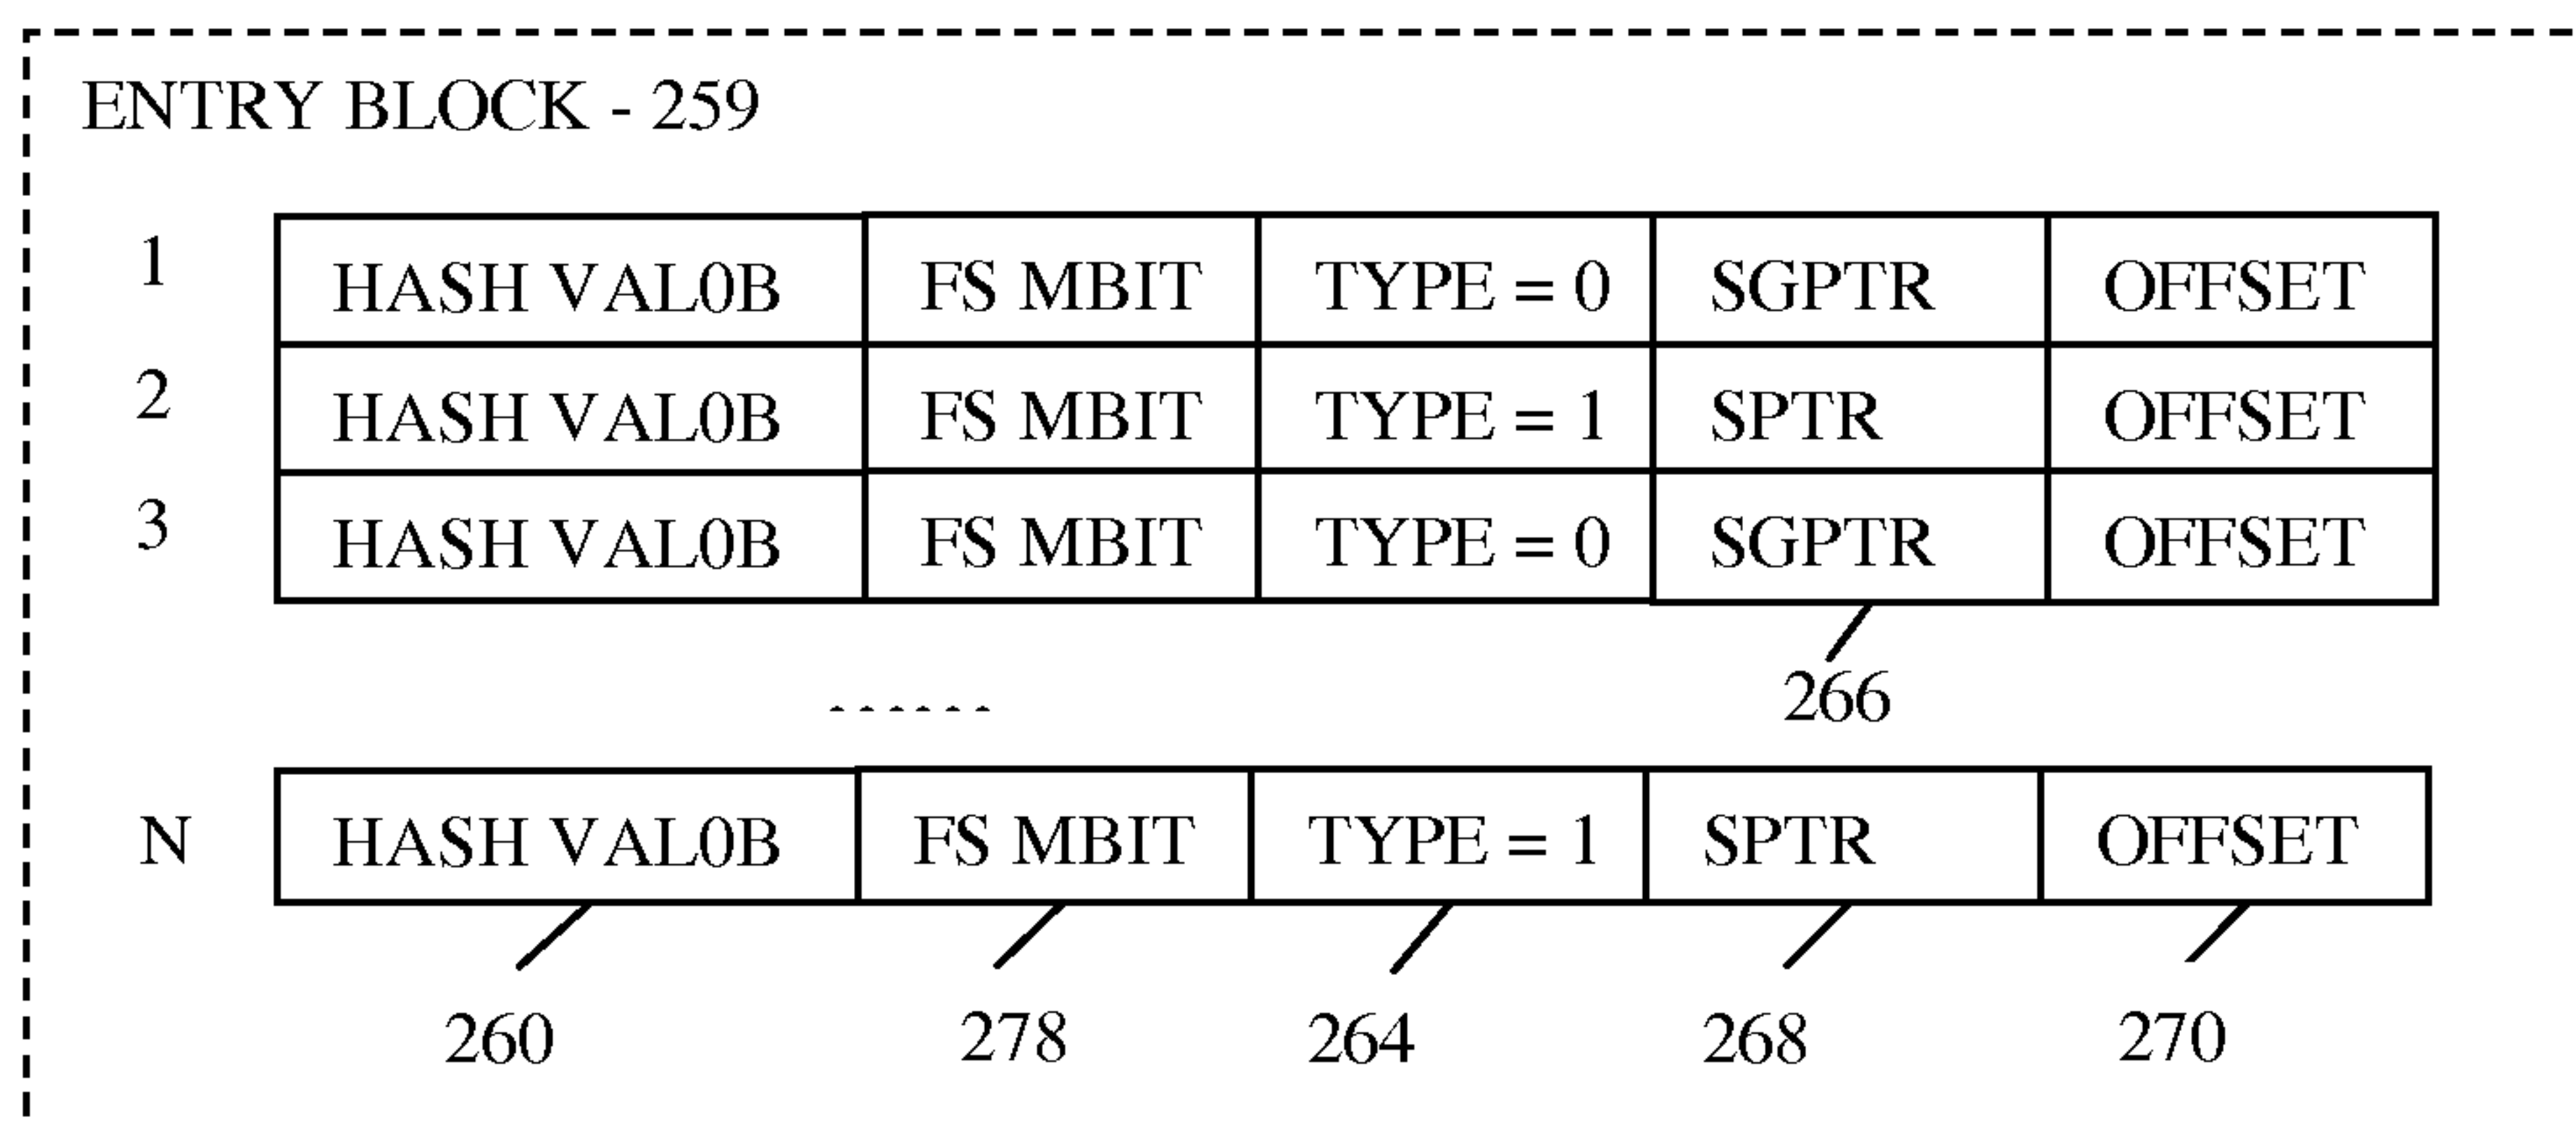 ENTRY BLOCK - 259
1 HASH VAL0B FS MBIT TYPE = 0 SGPTR OFFSET
2 HASH VAL0B FS MBIT TYPE = 1 SPTR OFFSET
3 HASH VAL0B FS MBIT TYPE = 0 SGPTR OFFSET
266
......
N HASH VAL0B FS MBIT TYPE = 1 SPTR OFFSET
260 278 264 268 270